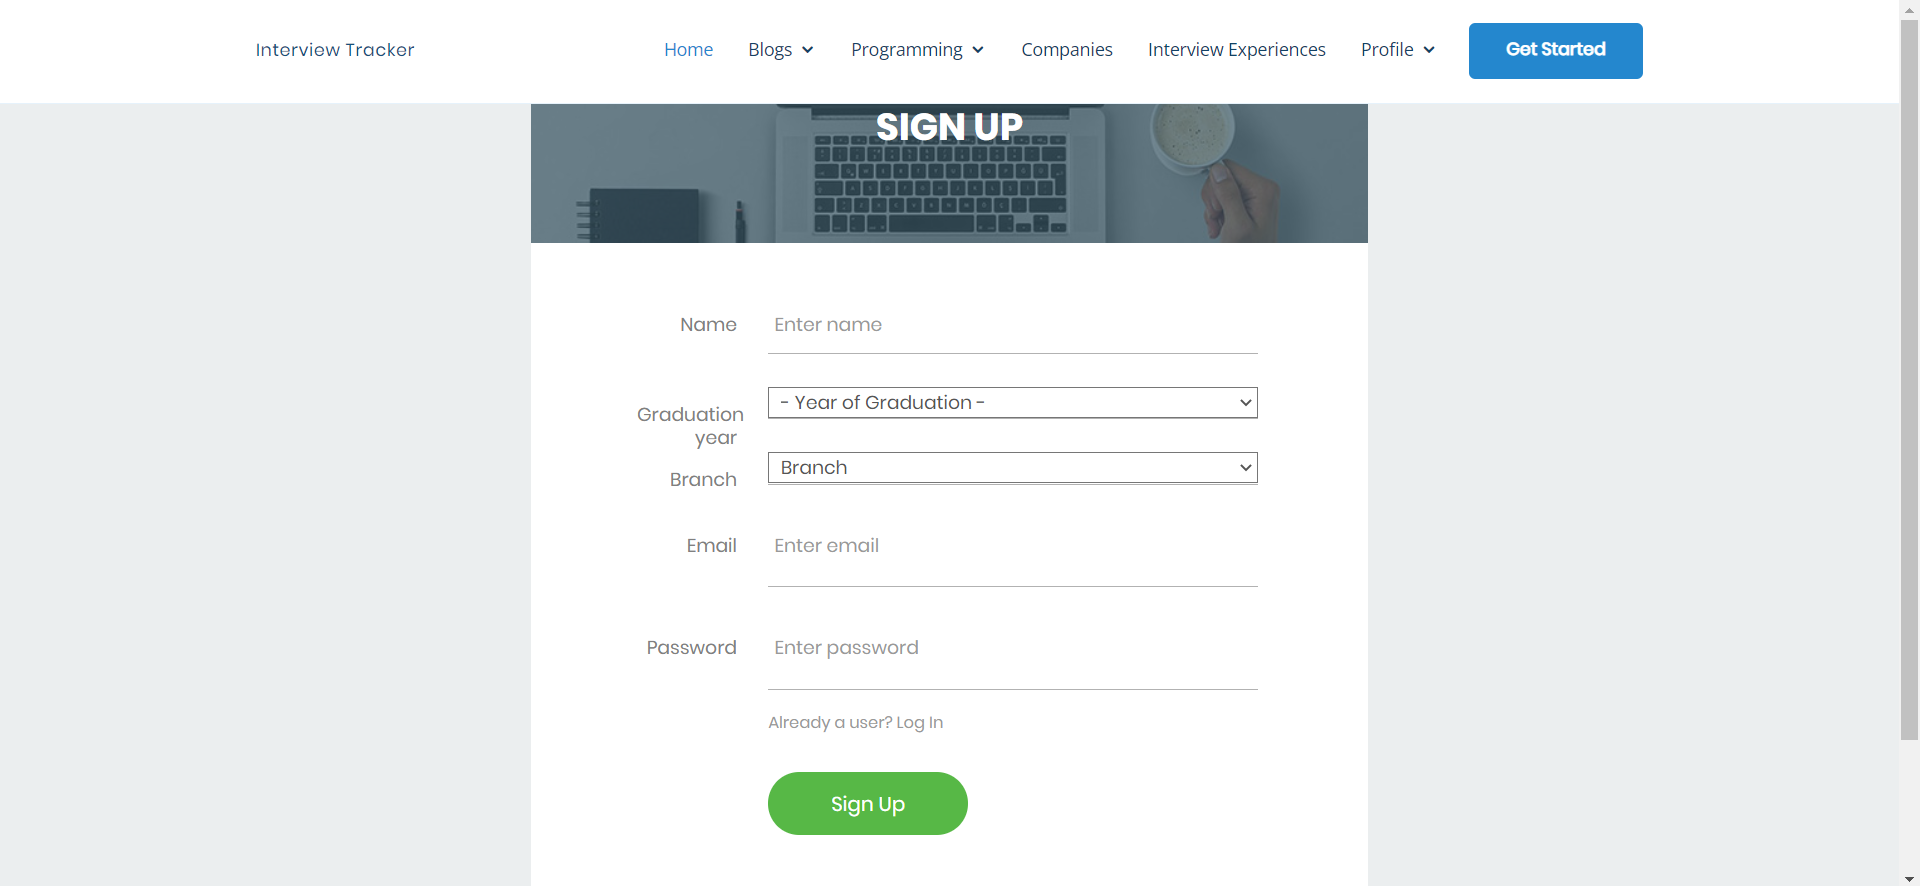 Interview Tracker
Home Blogs Programming Companies Interview Experiences Profile Get Started
SIGN UP
Name Enter name
- Year of Graduation -
Graduation
year
Branch
Branch
Email Enter email
Password Enter password
Already a user? Log In
Sign Up